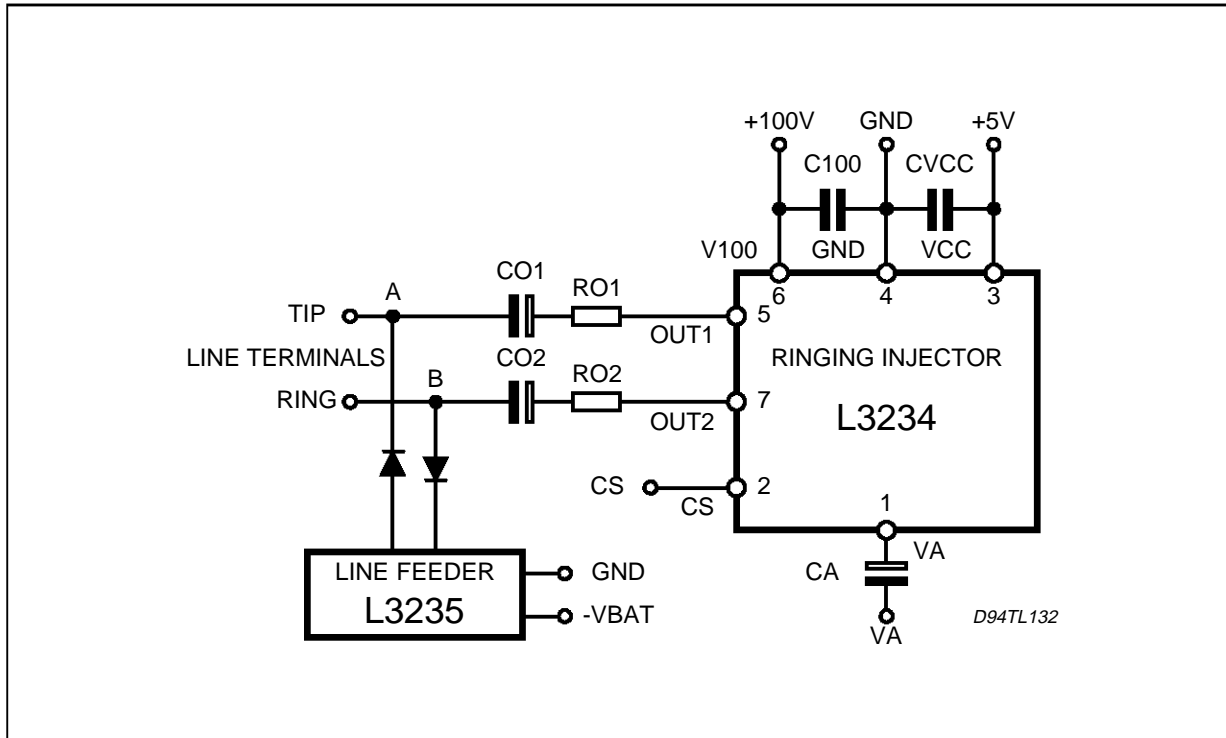 +100V GND +5V
C100 CVCC
V100 GND VCC
6 4 3
CO1 RO1
A
TIP 5
OUT1
LINE TERMINALS CO2 RO2 RINGING INJECTOR
B
RING 7
OUT2 L3234
CS 2
CS
1
VA
CA
LINE FEEDER GND
L3235 -VBAT
VA
D94TL132